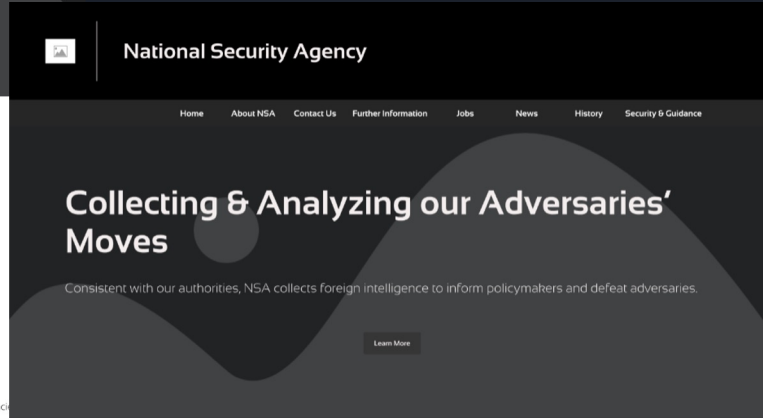 National Security Agency
Home About NSA Contact Us Further Information Jobs News History Security & Guidance
Collecting & Analyzing our Adversaries’
Moves
Consistent with our authorities, NSA collects foreign intelligence to inform policymakers and defeat adversaries.
Learn More